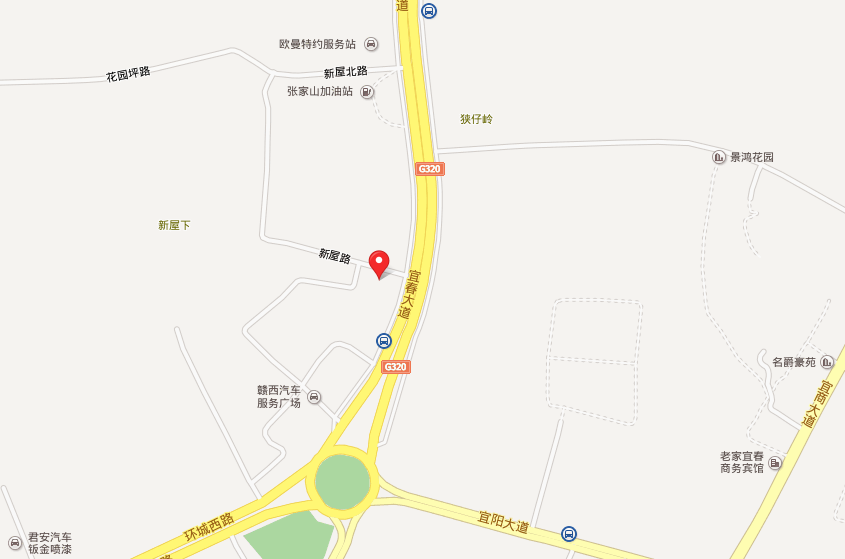 道
欧曼特约服务站
花园坪路
新屋北路
张家山加油站
狭仔岭
景鸿花园
G320
新屋下
新屋路
宜春大道
名爵豪苑
G320
宜商大道
赣西汽车
服务广场
老家宜春
商务宾馆
环城西路
宜阳大道
君安汽车
钣金喷漆
路